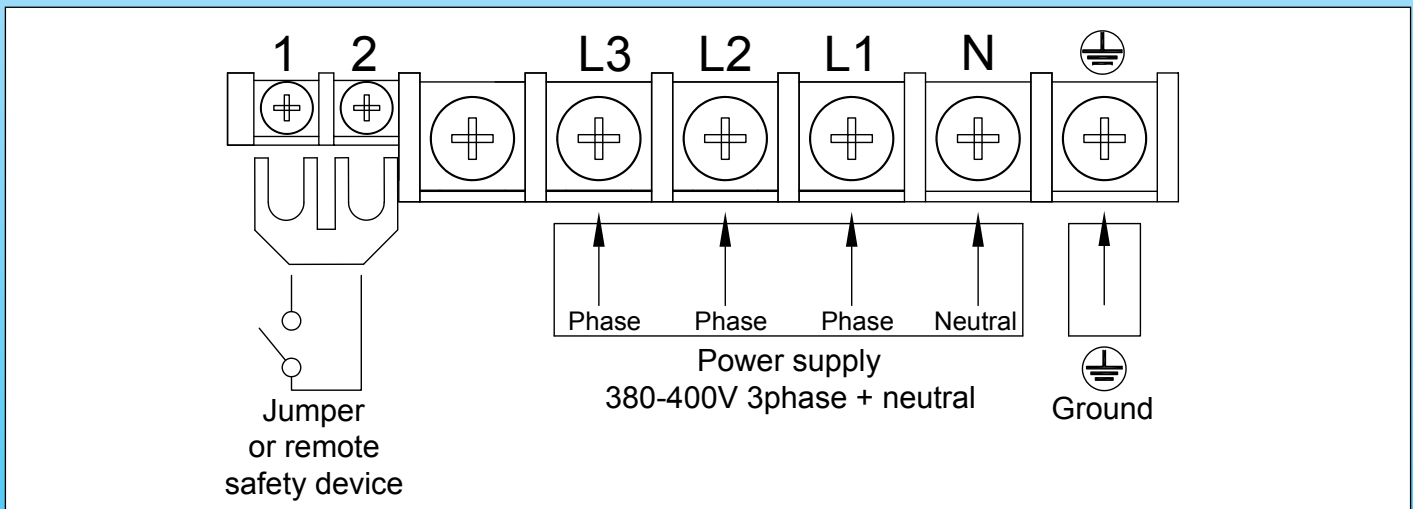 1 2 L3 L2 L1 N
Phase Phase Phase Neutral
Power supply
380-400V 3phase + neutral
Ground
Jumper
or remote
safety device